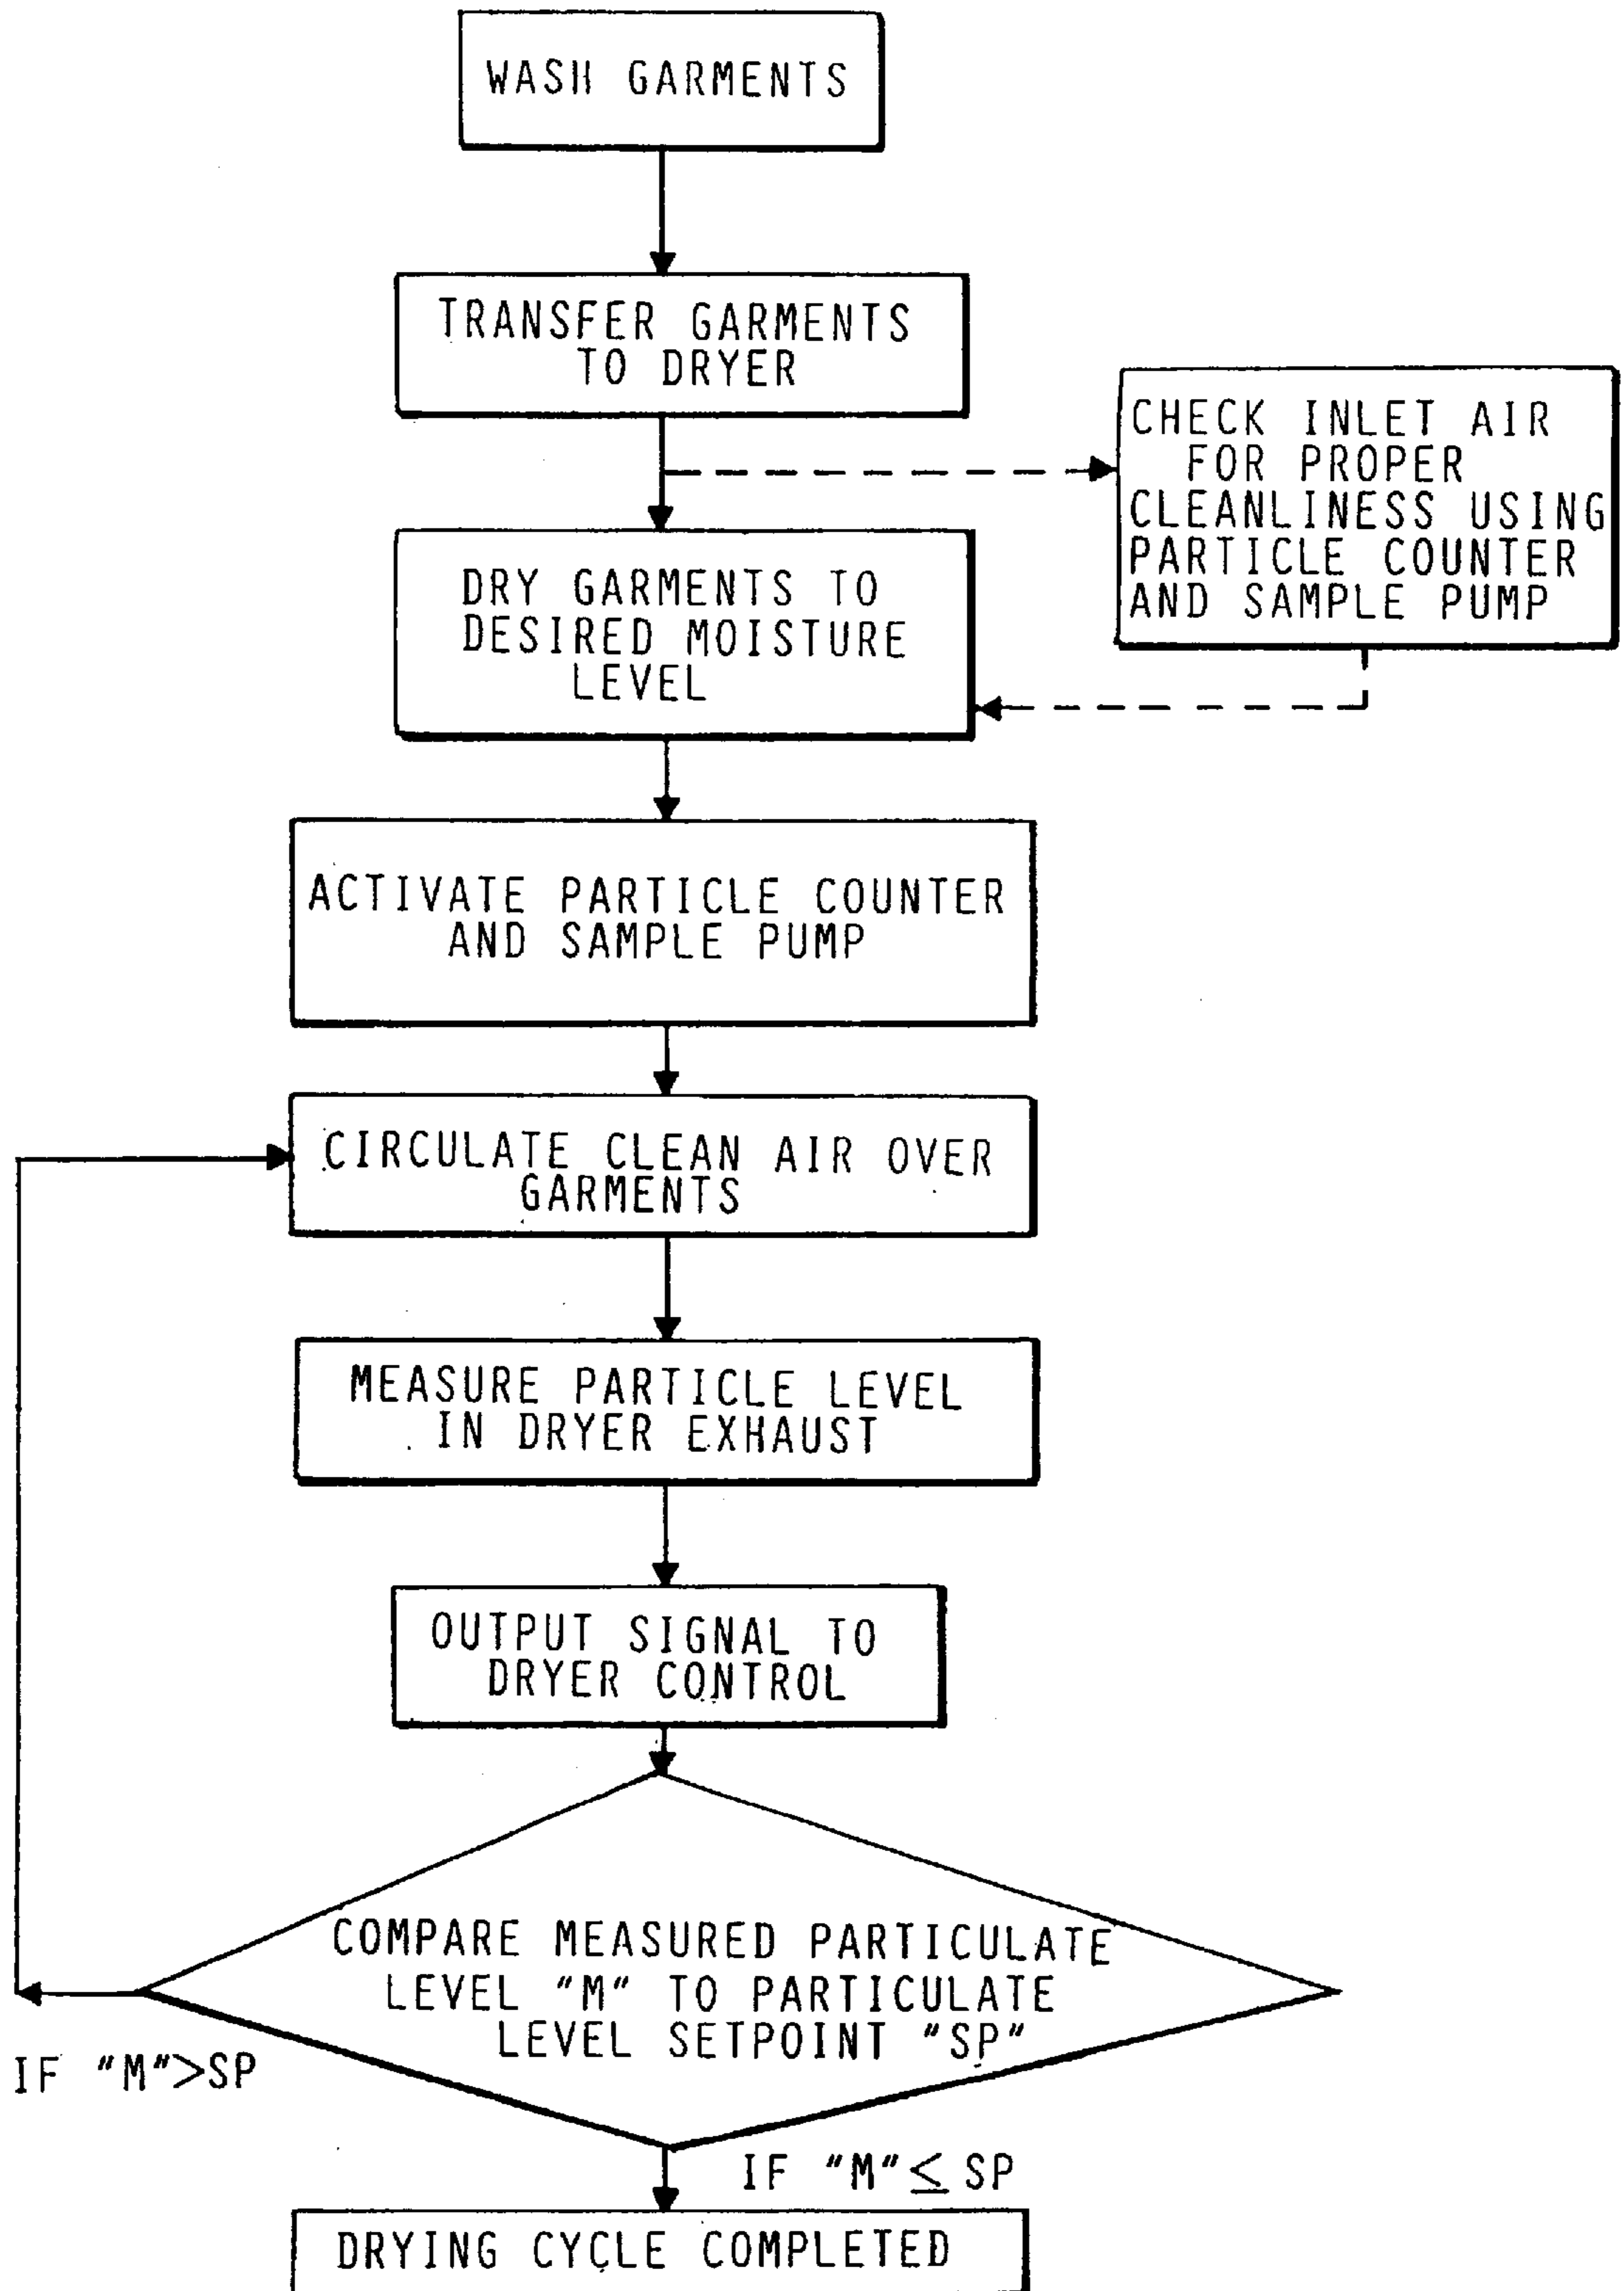 WASH GARMENTS
TRANSFER GARMENTS
TO DRYER
CHECK INLET AIR
FOR PROPER
CLEANLINESS USING
PARTICLE COUNTER
AND SAMPLE PUMP
DRY GARMENTS TO
DESIRED MOISTURE
LEVEL
ACTIVATE PARTICLE COUNTER
AND SAMPLE PUMP
CIRCULATE CLEAN AIR OVER
GARMENTS
MEASURE PARTICLE LEVEL
IN DRYER EXHAUST
OUTPUT SIGNAL TO
DRYER CONTROL
COMPARE MEASURED PARTICULATE
LEVEL "M" TO PARTICULATE
LEVEL SETPOINT "SP"
IF "M">SP
IF "M"≤ SP
DRYING CYCLE COMPLETED